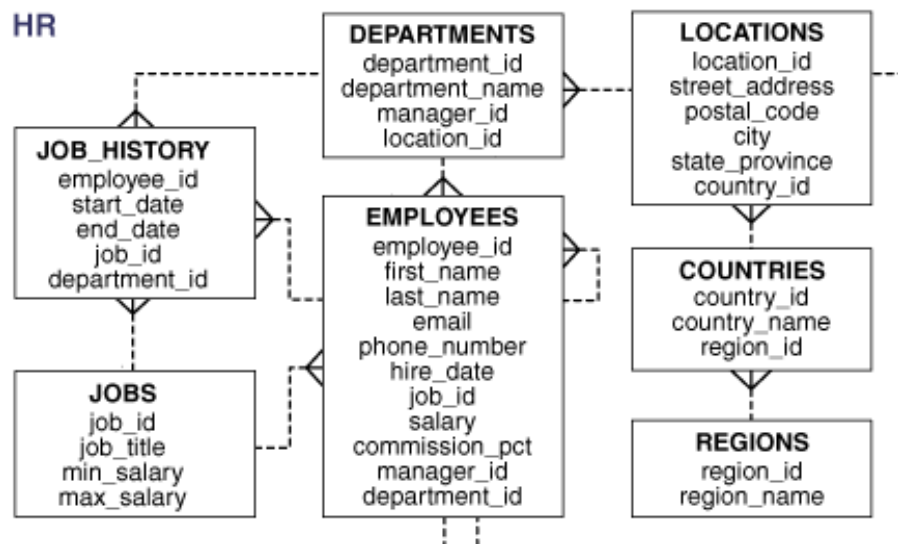 HR
DEPARTMENTS
department_id
department_name
manager_id
location_id
LOCATIONS
location_id
street_address
postal_code
city
state_province
country_id
JOB_HISTORY
employee_id
start_date
end_date
job_id
department_id
EMPLOYEES
employee_id
first_name
last_name
email
phone_number
hire_date
job_id
salary
commission_pct
manager_id
department_id
COUNTRIES
country_id
country_name
region_id
JOBS
job_id
job_title
min_salary
max_salary
REGIONS
region_id
region_name